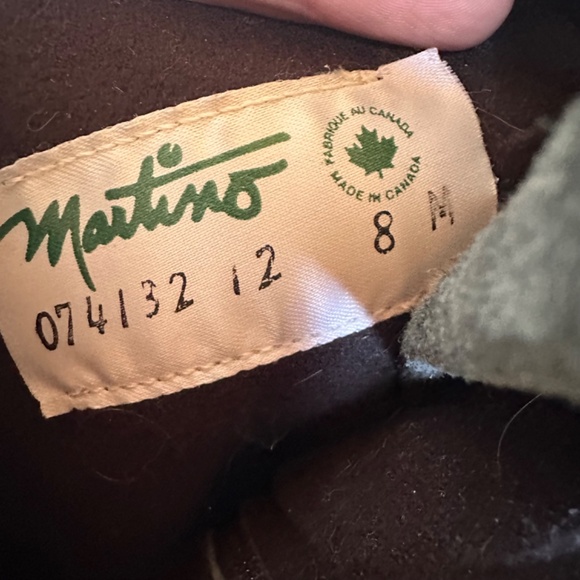 Martino
FABRIQUE AU CANADA
MADE IN CANADA
074132 12 8 M